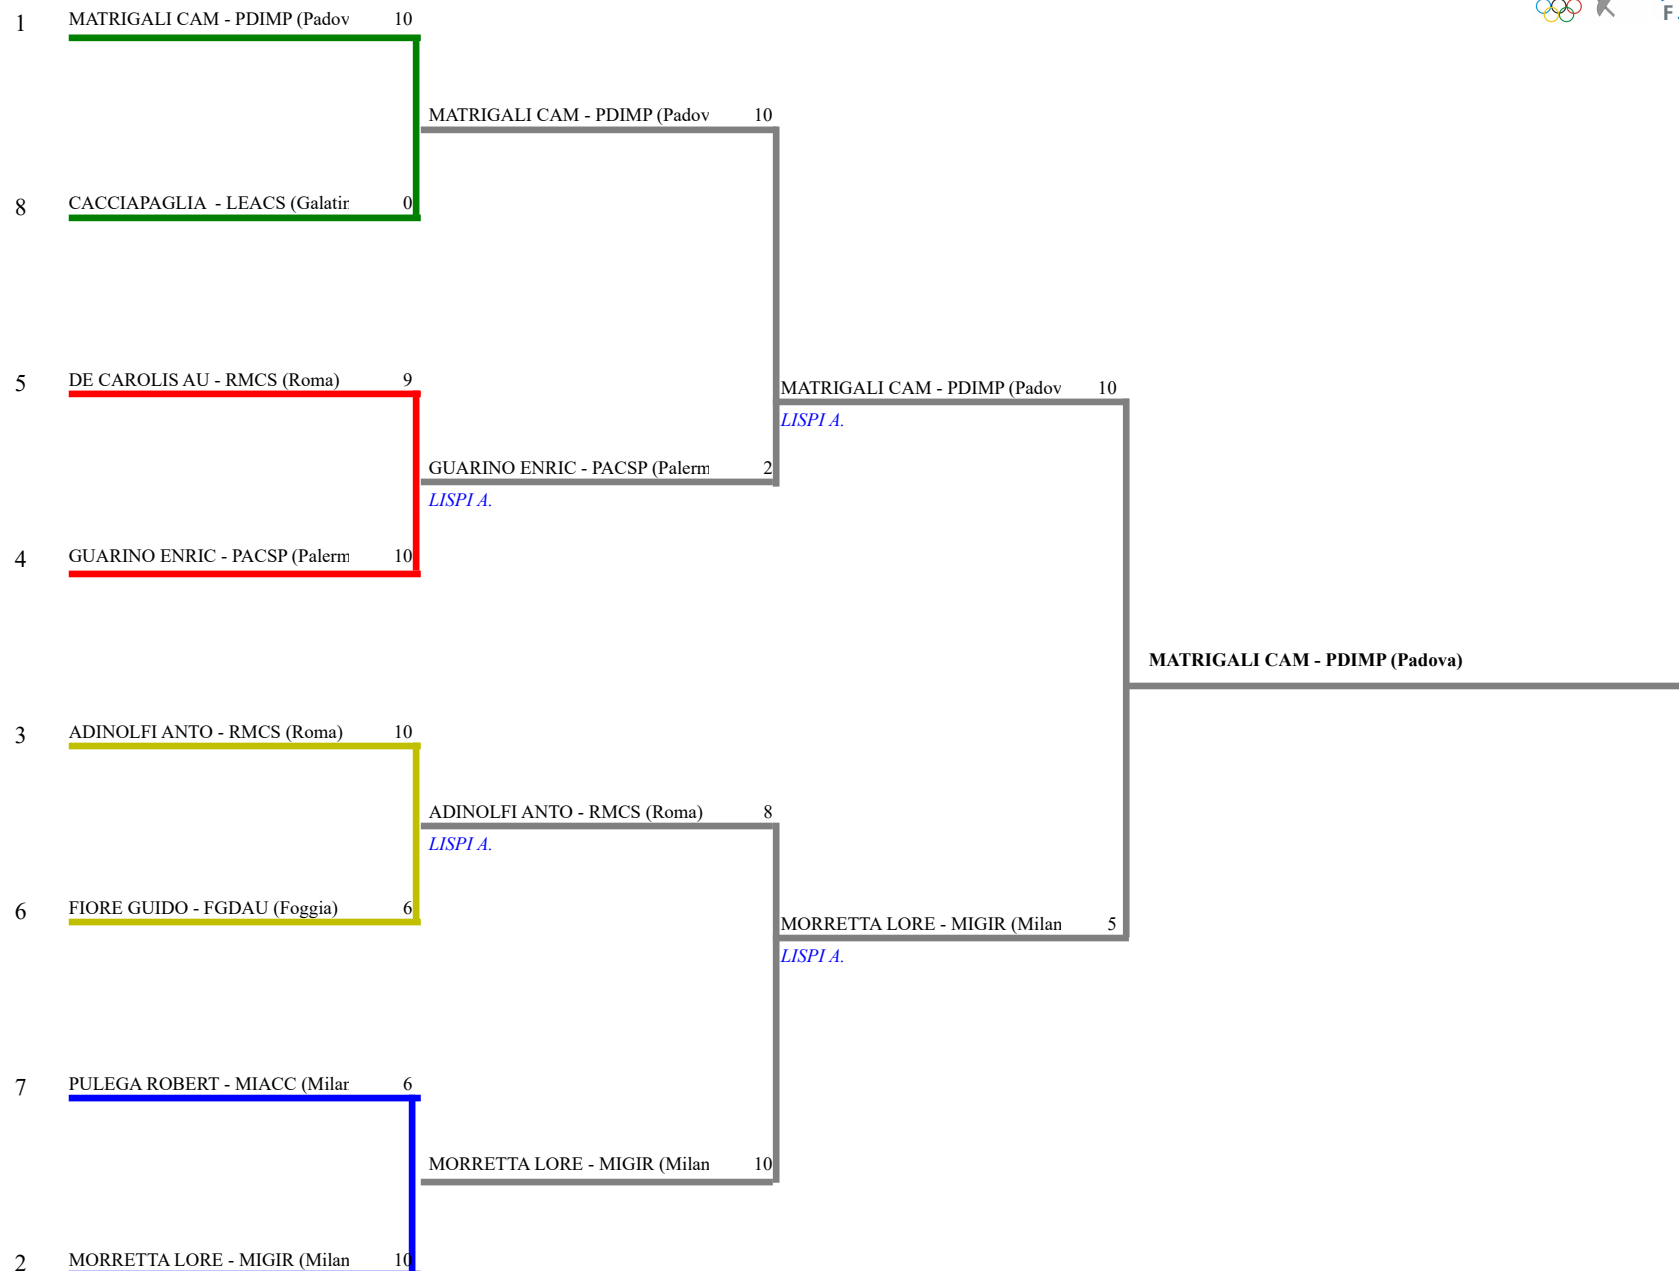 1 MATRIGALI CAM - PDIMP (Padov 10
MATRIGALI CAM - PDIMP (Padov 10
8 CACCIAPAGLIA - LEACS (Galatin 0
5 DE CAROLIS AU - RMCS (Roma) 9
MATRIGALI CAM - PDIMP (Padov 10
LISPI A.
GUARINO ENRIC - PACSP (Palerm 2
LISPI A.
4 GUARINO ENRIC - PACSP (Palerm 10
MATRIGALI CAM - PDIMP (Padova)
3 ADINOLFI ANTO - RMCS (Roma) 10
ADINOLFI ANTO - RMCS (Roma) 8
LISPI A.
6 FIORE GUIDO - FGDAU (Foggia) 6
MORRETTA LORE - MIGIR (Milan 5
LISPI A.
7 PULEGA ROBERT - MIACC (Milan 6
MORRETTA LORE - MIGIR (Milan 10
2 MORRETTA LORE - MIGIR (Milan 10
F